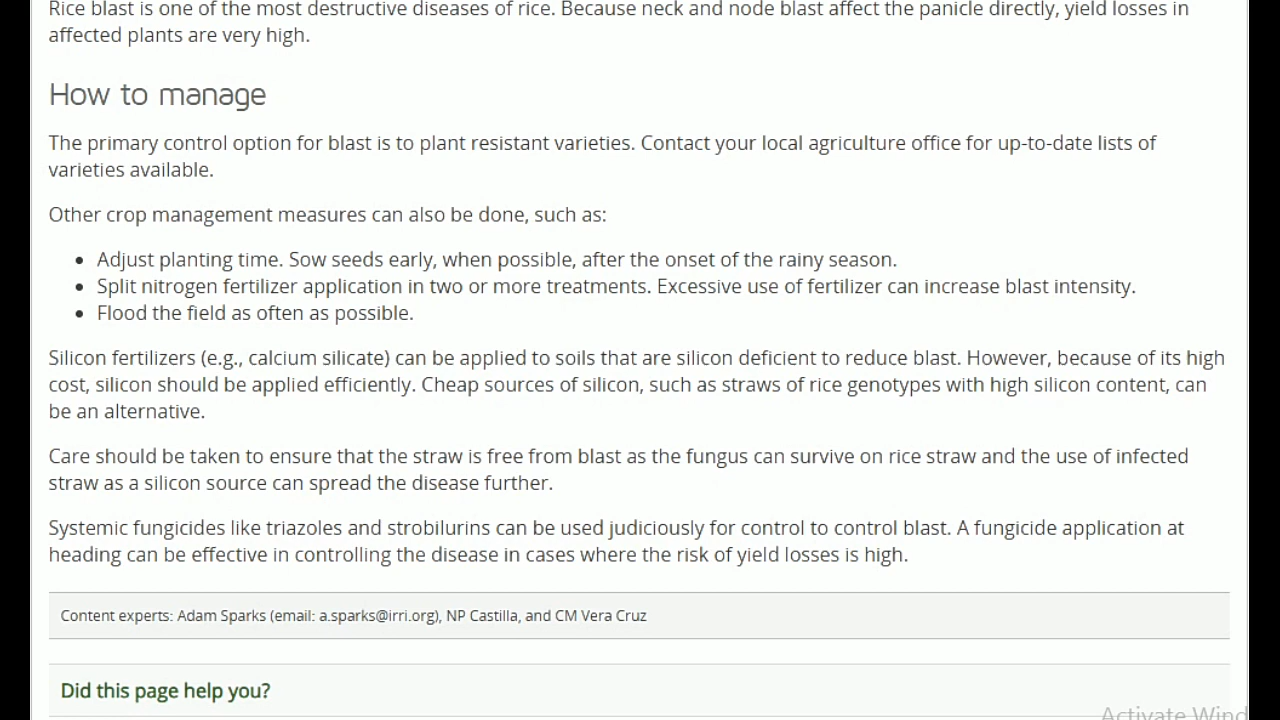 Rice blast is one of the most destructive diseases of rice. Because neck and node blast affect the panicle directly, yield losses in
affected plants are very high.
How to manage
The primary control option for blast is to plant resistant varieties. Contact your local agriculture office for up-to-date lists of
varieties available.
Other crop management measures can also be done, such as:
• Adjust planting time. Sow seeds early, when possible, after the onset of the rainy season.
• Split nitrogen fertilizer application in two or more treatments. Excessive use of fertilizer can increase blast intensity.
• Flood the field as often as possible.
Silicon fertilizers (e.g., calcium silicate) can be applied to soils that are silicon deficient to reduce blast. However, because of its high
cost, silicon should be applied efficiently. Cheap sources of silicon, such as straws of rice genotypes with high silicon content, can
be an alternative.
Care should be taken to ensure that the straw is free from blast as the fungus can survive on rice straw and the use of infected
straw as a silicon source can spread the disease further.
Systemic fungicides like triazoles and strobilurins can be used judiciously for control to control blast. A fungicide application at
heading can be effective in controlling the disease in cases where the risk of yield losses is high.
Content experts: Adam Sparks (email: a.sparks@irri.org), NP Castilla, and CM Vera Cruz
Did this page help you?
Activate Wind